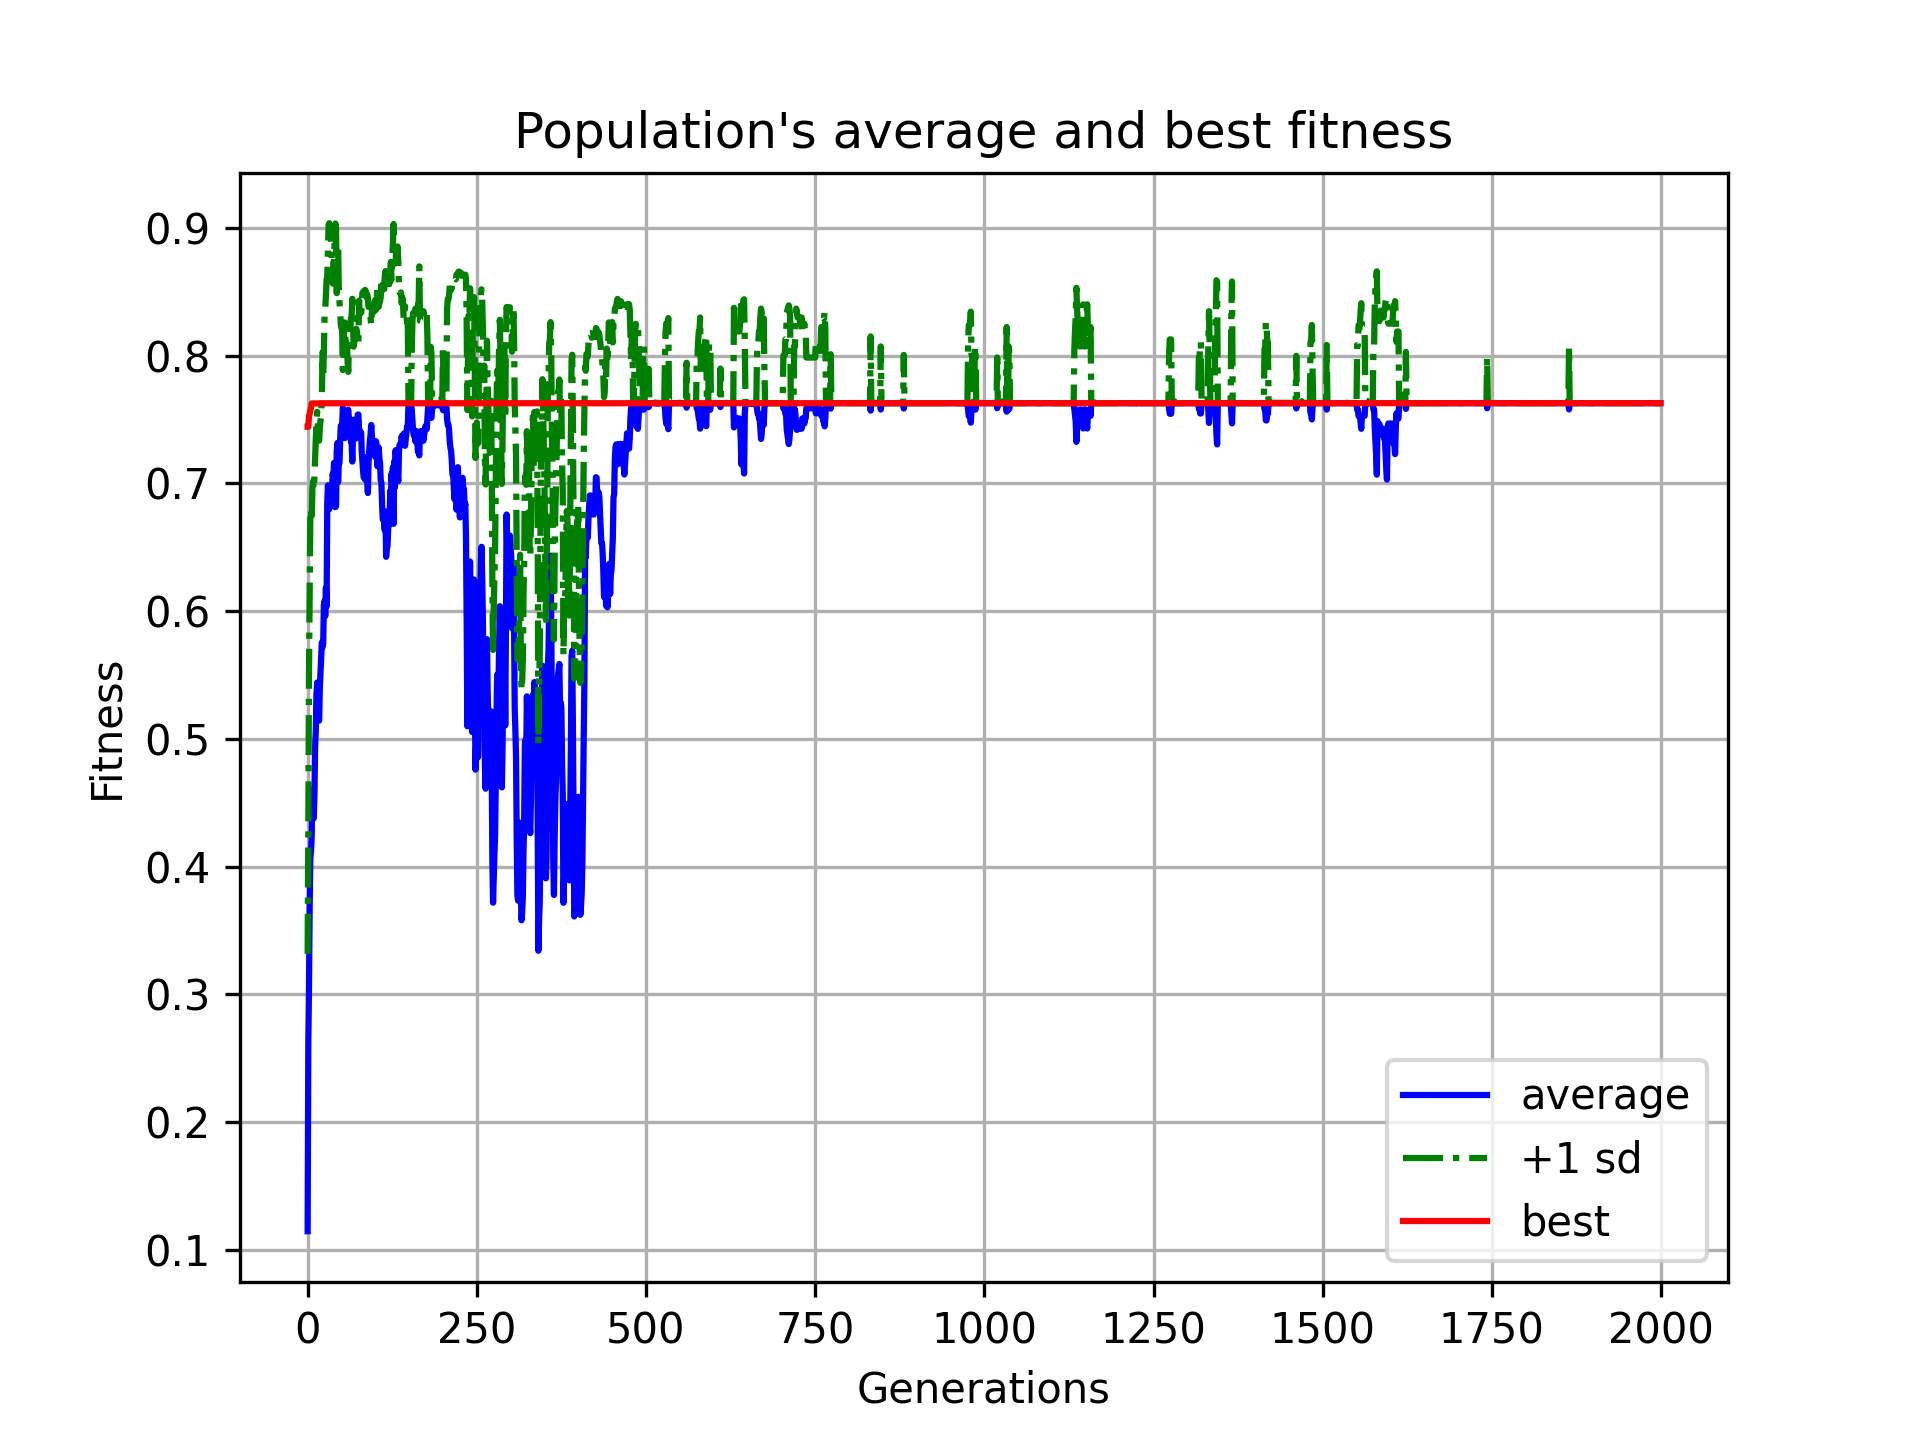 Population's average and best fitness
Fitness
0.9
0.8
0.7
0.6
0.5
0.4
0.3
0.2
0.1
average
+1 sd
best
0 250 500 750 1000 1250 1500 1750 2000
Generations